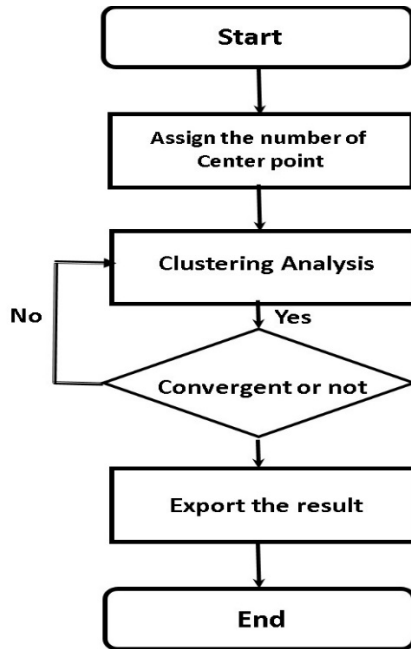 Start
Assign the number of
Center point
Clustering Analysis
No
Yes
Convergent or not
Export the result
End